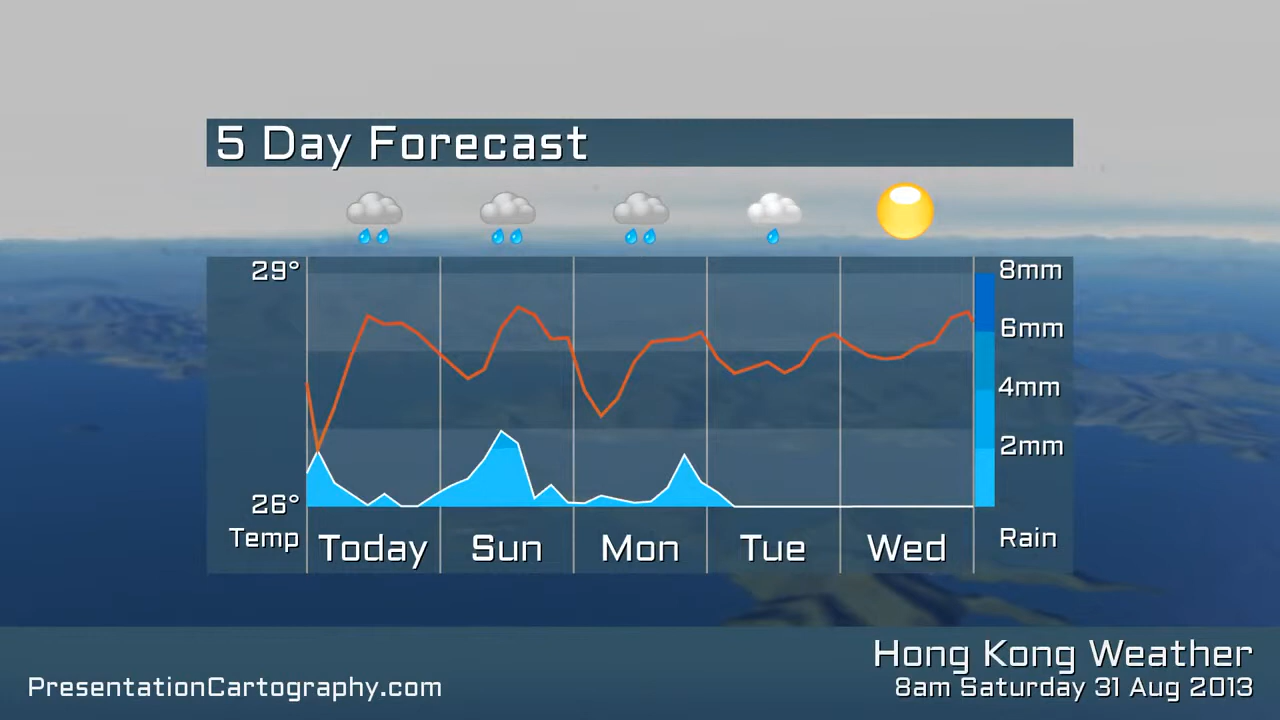 5 Day Forecast
29°
8mm
6mm
4mm
2mm
26°
Temp
Today
Sun
Mon
Tue
Wed
Rain
Hong Kong Weather
PresentationCartography.com
8am Saturday 31 Aug 2013